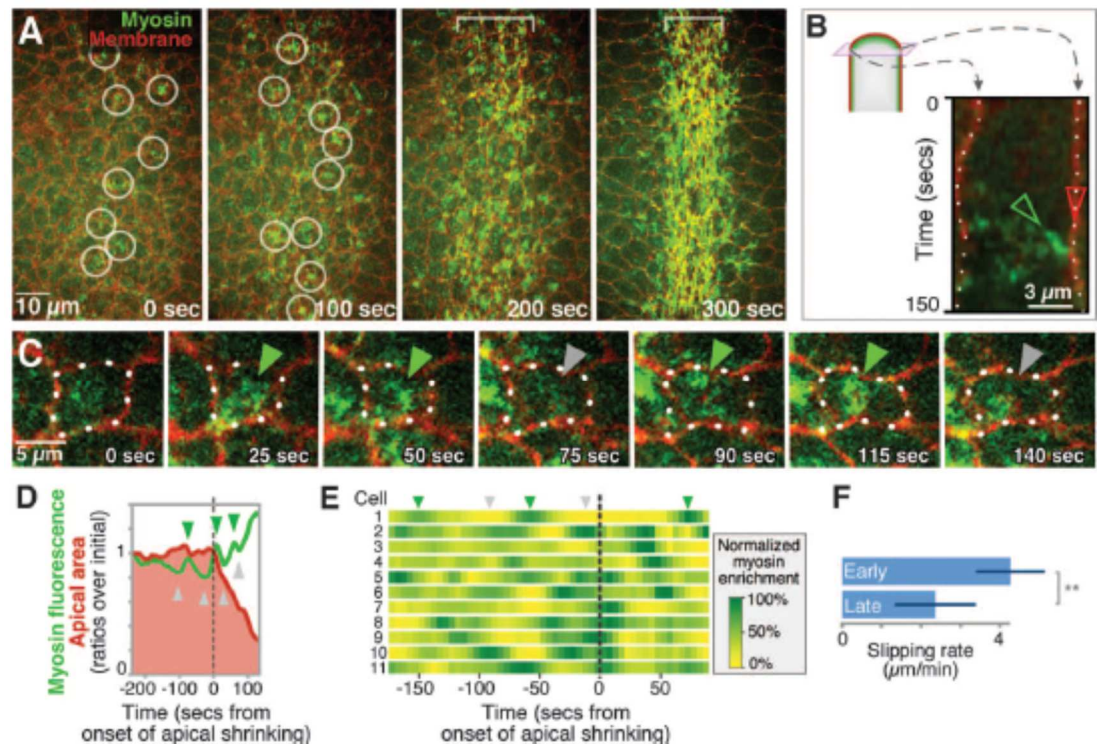 A
Myosin
Membrane
10 µm
0 sec
100 sec
200 sec
300 sec
B
0
Time (secs)
150
3 µm
C
5 µm
0 sec
25 sec
50 sec
75 sec
90 sec
115 sec
140 sec
D
Myosin fluorescence
Apical area
(ratios over initial)
1
0
-200 -100 0 100
Time (secs from
onset of apical shrinking)
E
Cell
1
2
3
4
5
6
7
8
9
10
11
-150 -100 -50 0 50
Time (secs from
onset of apical shrinking)
Normalized
myosin
enrichment
100%
50%
0%
F
Early
Late
**
0 4
Slipping rate
(µm/min)